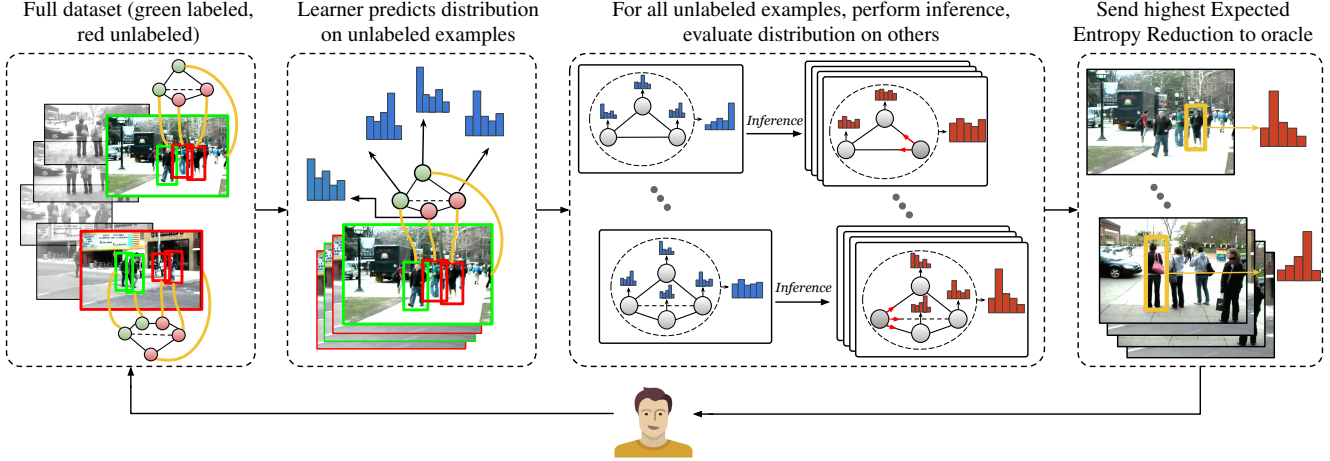 Full dataset (green labeled,
red unlabeled)
Learner predicts distribution
on unlabeled examples
For all unlabeled examples, perform inference,
evaluate distribution on others
Send highest Expected
Entropy Reduction to oracle
Inference
Inference